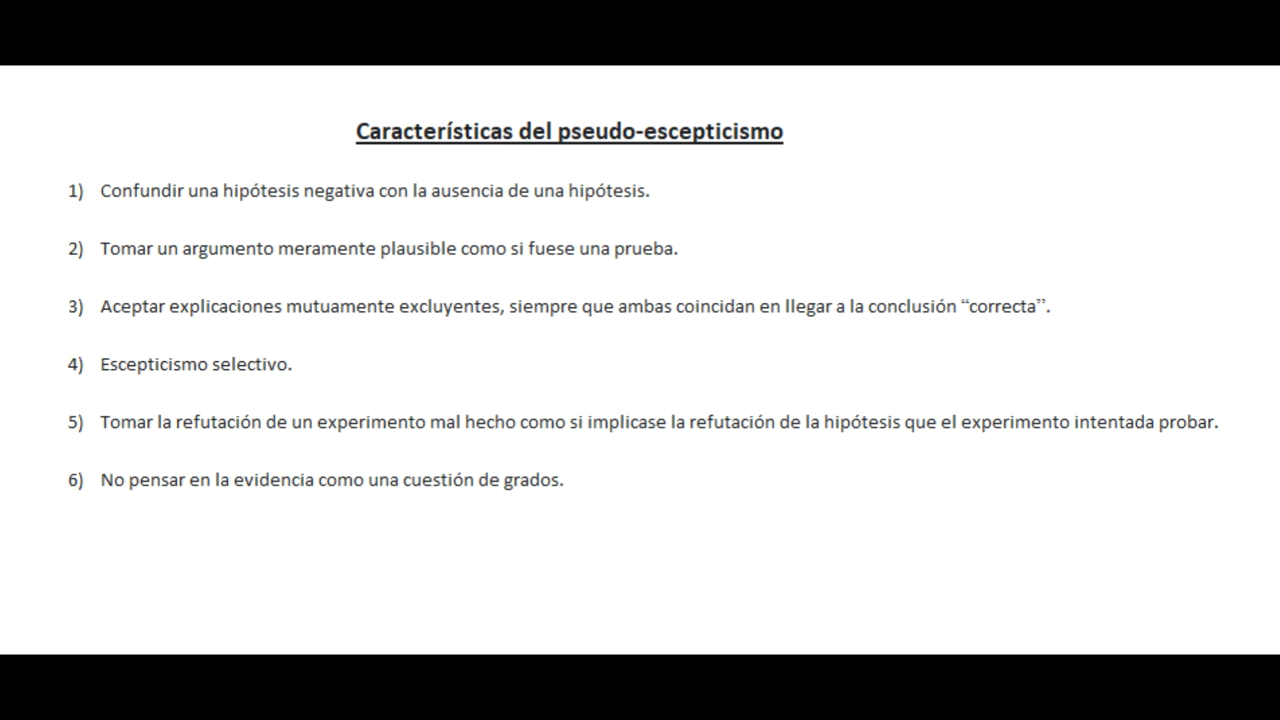 Características del pseudo-escepticismo
1) Confundir una hipótesis negativa con la ausencia de una hipótesis.
2) Tomar un argumento meramente plausible como si fuese una prueba.
3) Aceptar explicaciones mutuamente excluyentes, siempre que ambas coincidan en llegar a la conclusión “correcta”.
4) Escepticismo selectivo.
5) Tomar la refutación de un experimento mal hecho como si implicase la refutación de la hipótesis que el experimento intentada probar.
6) No pensar en la evidencia como una cuestión de grados.